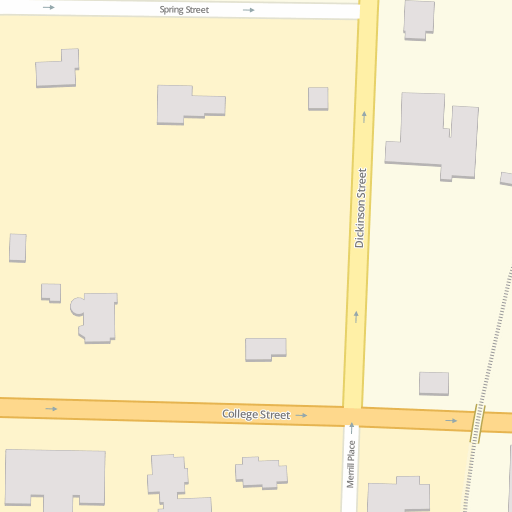 Spring Street
Dickinson Street
College Street
Merrill Place